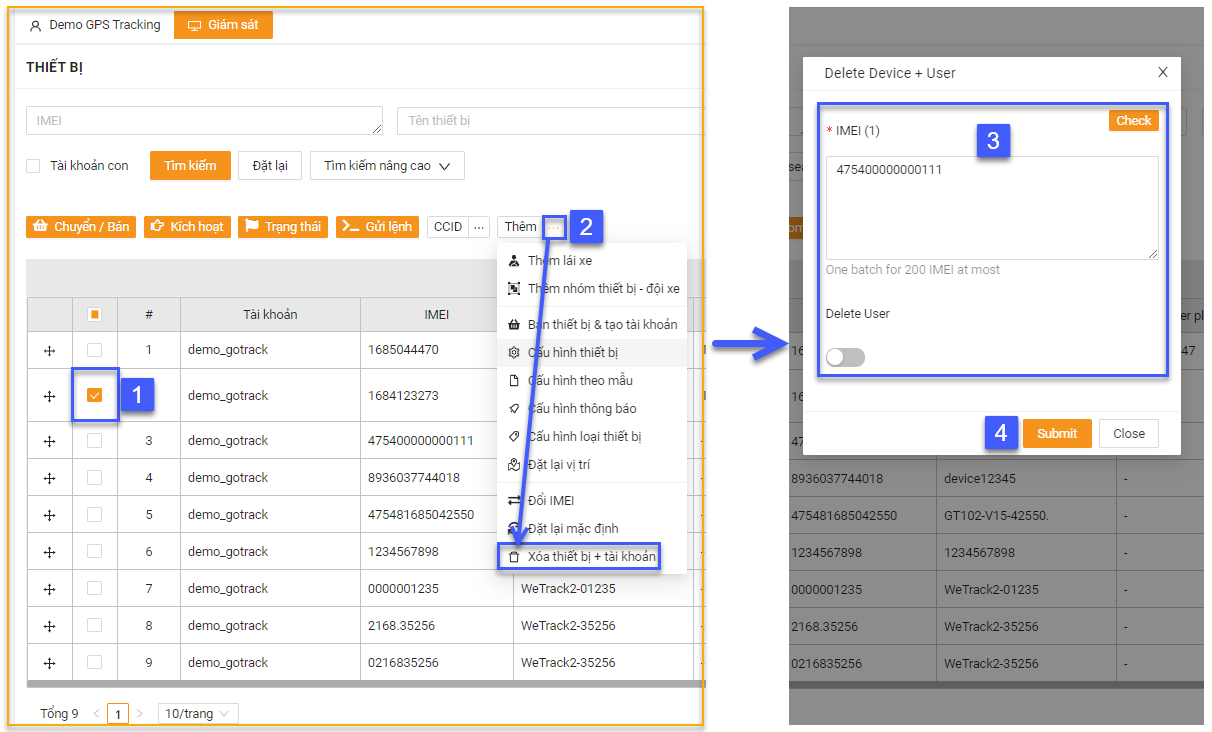 Demo GPS Tracking Giám sát
THIẾT BỊ
IMEI Tên thiết bị
Tài khoản con Tìm kiếm Đặt lại Tìm kiếm nâng cao
Chuyển / Bán Kích hoạt Trạng thái Gửi lệnh CCID ... Thêm ... 2
Thêm lái xe
Thêm nhóm thiết bị - đội xe
Bán thiết bị & tạo tài khoản
Cấu hình thiết bị
Cấu hình theo mẫu
Cấu hình thông báo
Cấu hình loại thiết bị
Đặt lại vị trí
Đổi IMEI
Đặt lại mặc định
Xóa thiết bị + tài khoản
# Tài khoản IMEI
1 demo_gotrack 1685044470
1 demo_gotrack 1684123273
3 demo_gotrack 475400000000111
4 demo_gotrack 8936037744018
5 demo_gotrack 475481685042550
6 demo_gotrack 1234567898
7 demo_gotrack 0000001235 WeTrack2-01235
8 demo_gotrack 2168.35256 WeTrack2-35256
9 demo_gotrack 0216835256 WeTrack2-35256
Tổng 9 < 1 > 10/trang
Delete Device + User X
* IMEI (1) 3 Check
475400000000111
One batch for 200 IMEI at most
Delete User
4 Submit Close
er pl
47
8936037744018 device12345 -
475481685042550 GT102-V15-42550. -
1234567898 1234567898 -
0000001235 WeTrack2-01235 -
2168.35256 WeTrack2-35256 -
0216835256 WeTrack2-35256 -